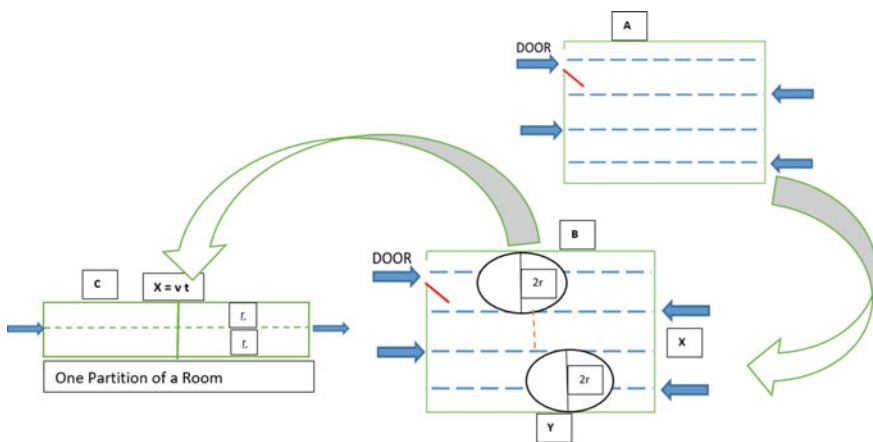 A
DOOR
B
DOOR
2r
C
X = v t
r
X
r
2r
One Partition of a Room
Y